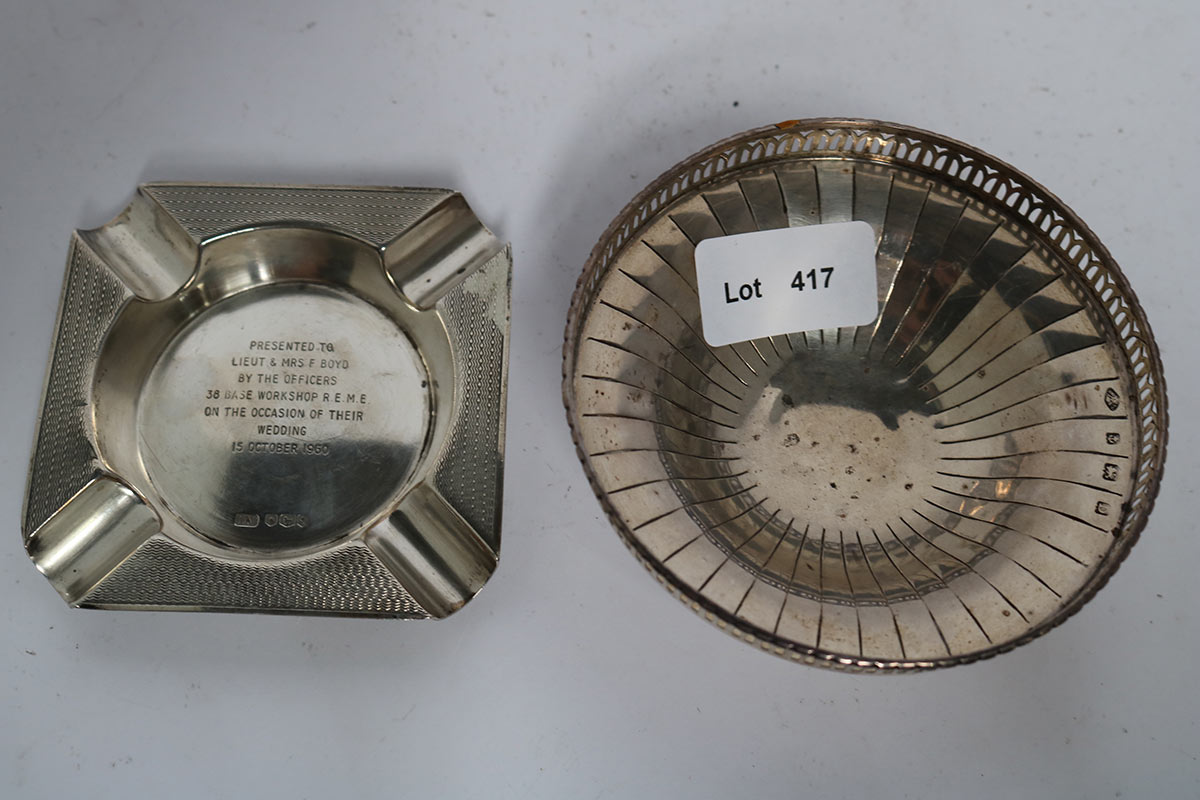 PRESENTED TO
LIEUT & MRS F BOYD
BY THE OFFICERS
38 BASE WORKSHOP R.E.M.E.
ON THE OCCASION OF THEIR
WEDDING
15 OCTOBER 1960
Lot 417